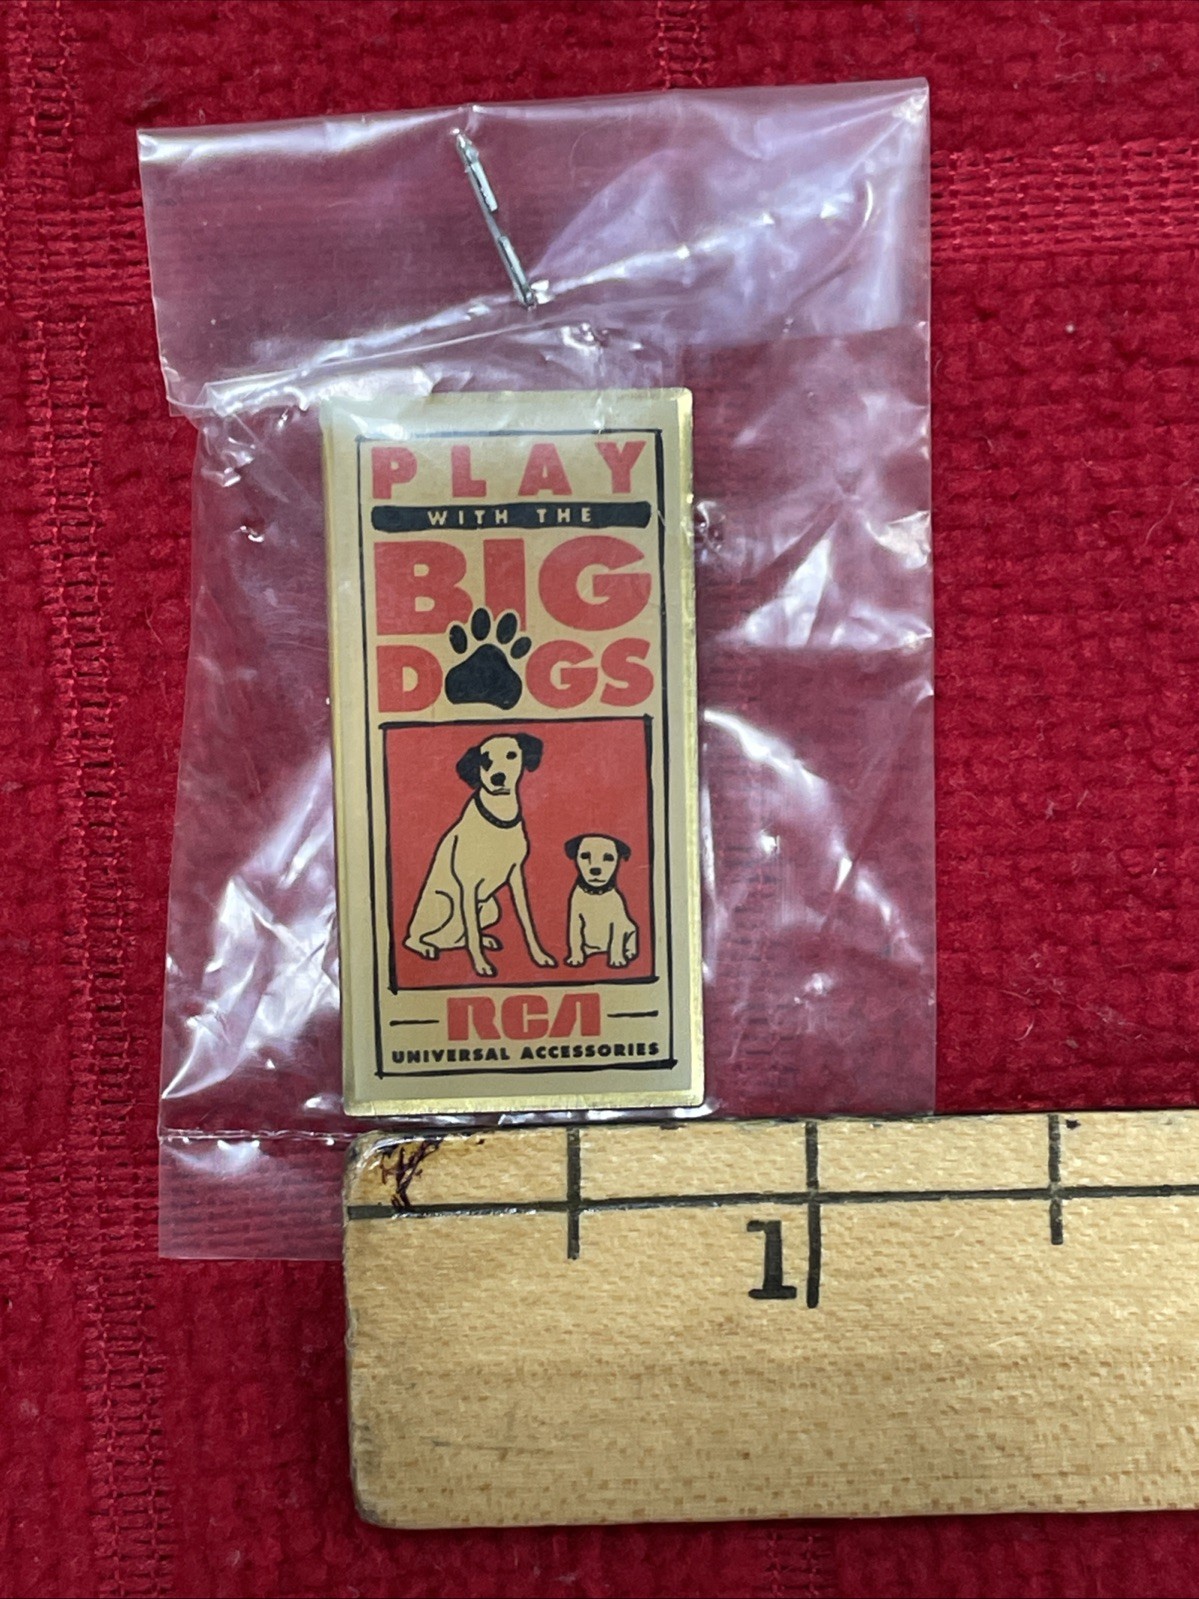 PLAY
WITH THE
BIG
DOGS
RCA
UNIVERSAL ACCESSORIES
1